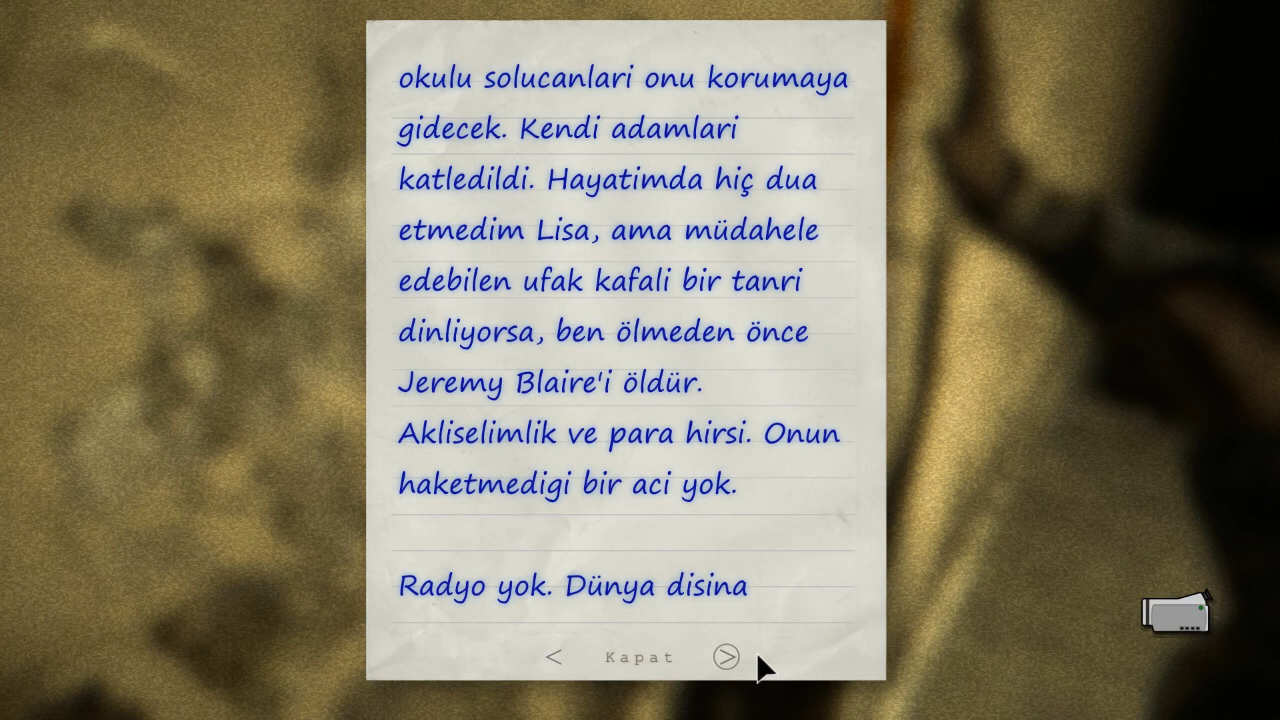 okulu solucanlari onu korumaya
gidecek. Kendi adamlari
katledildi. Hayatimda hiç dua
etmedim Lisa, ama müdahele
edebilen ufak kafali bir tanri
dinliyorsa, ben ölmeden önce
Jeremy Blaire'i öldür.
Akliselimlik ve para hirsi. Onun
haketmedigi bir aci yok.
Radyo yok. Dünya disina
< Kapat >